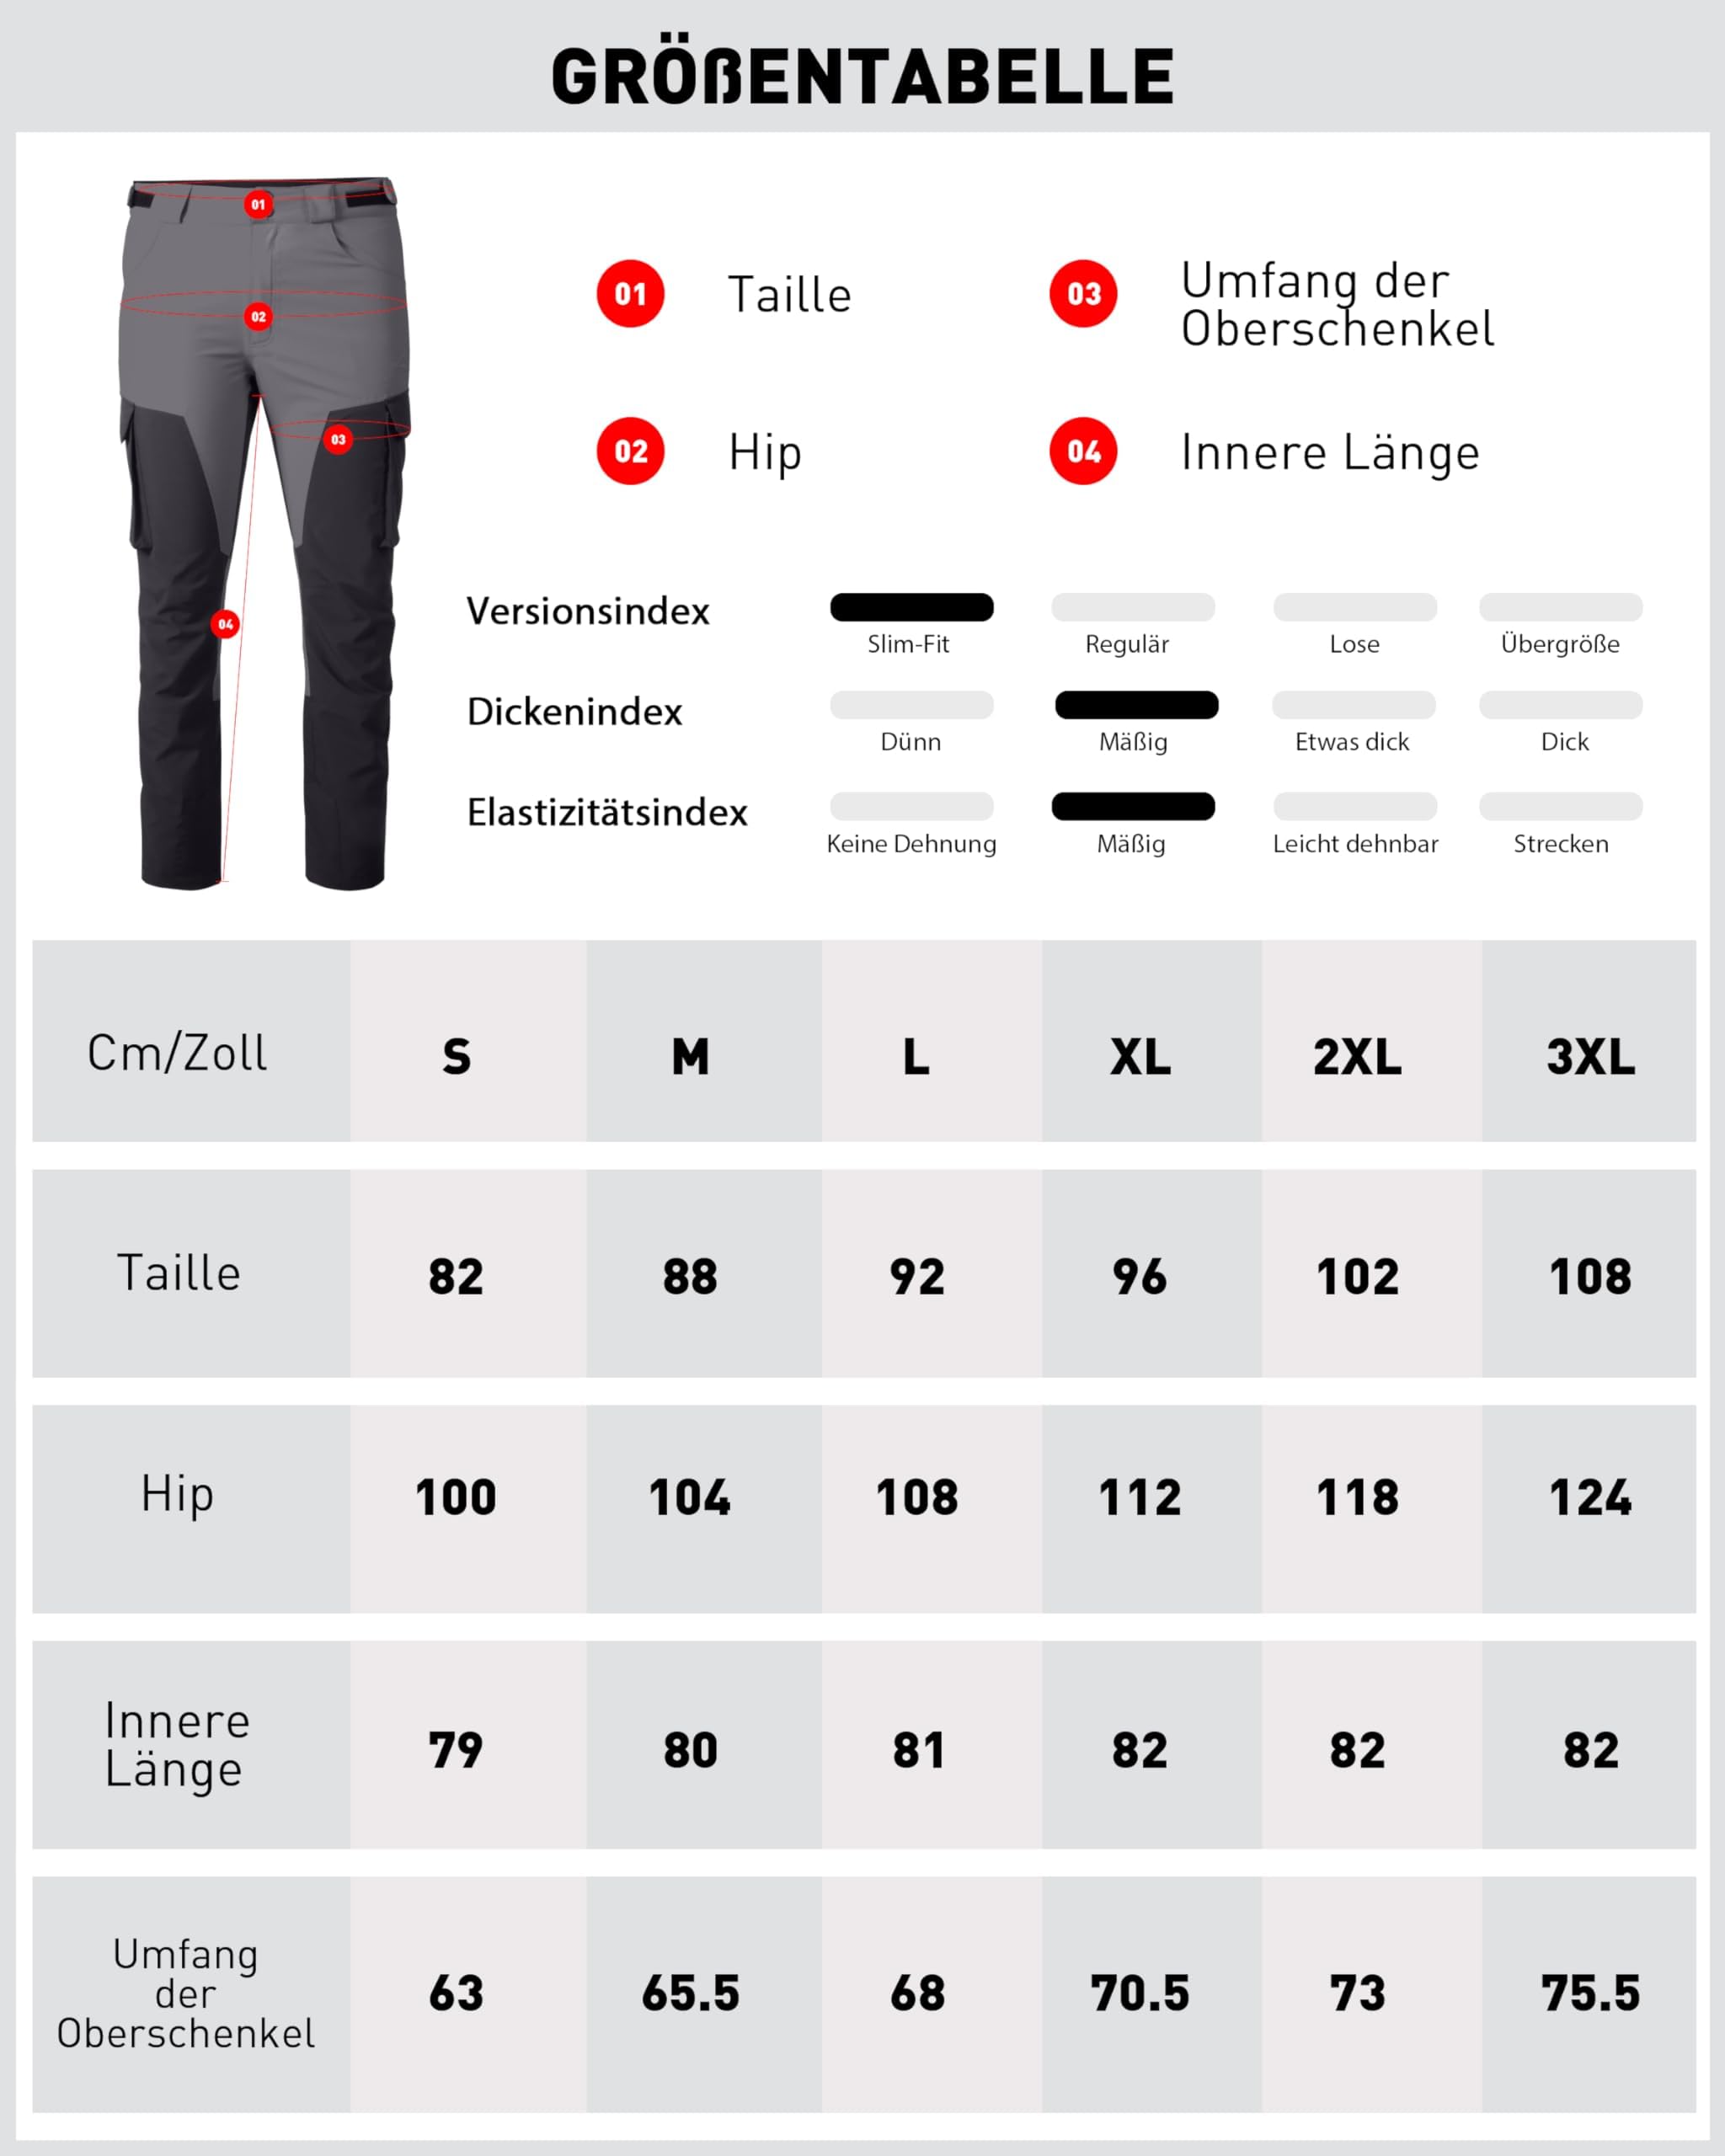 GRÖßENTABELLE
01
02
03
04
01 Taille
03 Umfang der
Oberschenkel
02 Hip
04 Innere Länge
Versionsindex
Slim-Fit Regulär Lose Übergröße
Dickenindex
Dünn Mäßig Etwas dick Dick
Elastizitätsindex
Keine Dehnung Mäßig Leicht dehnbar Strecken
Cm/Zoll S M L XL 2XL 3XL
Taille 82 88 92 96 102 108
Hip 100 104 108 112 118 124
Innere
Länge 79 80 81 82 82 82
Umfang
der
Oberschenkel 63 65.5 68 70.5 73 75.5